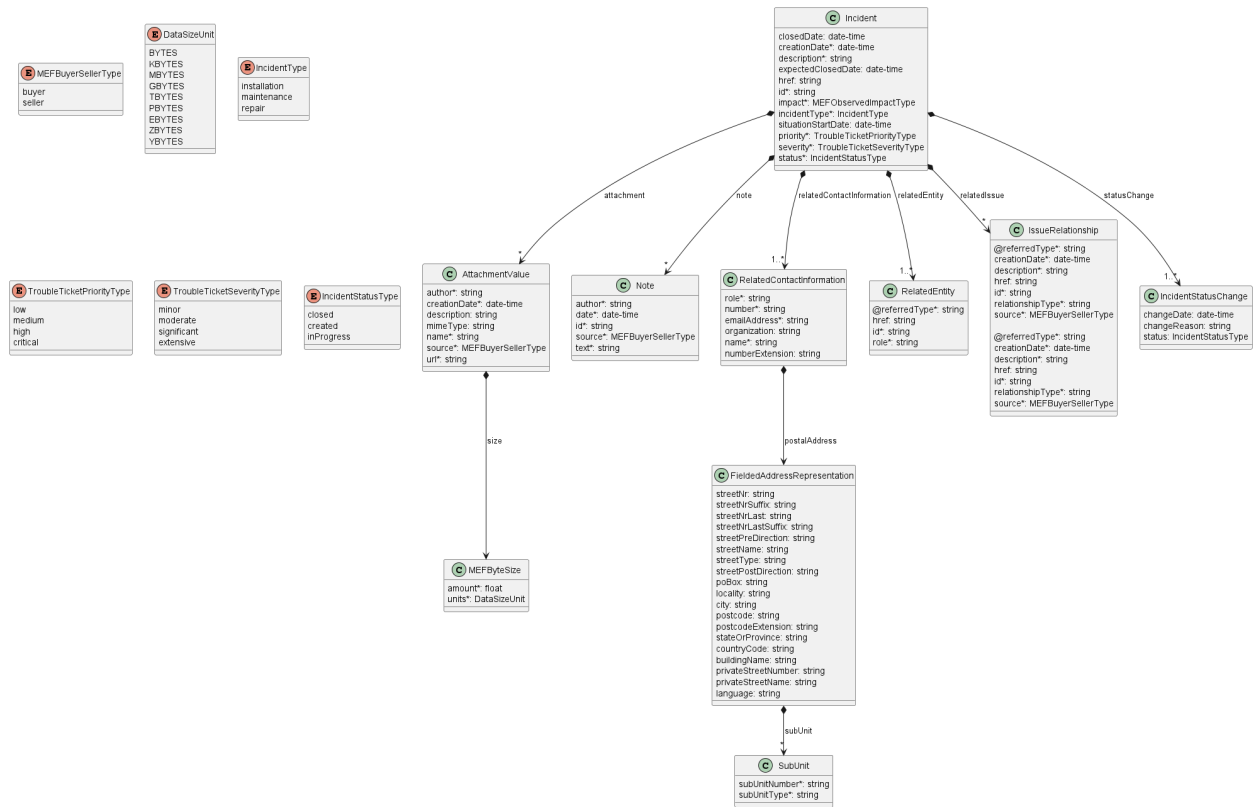 C Incident
closedDate: date-time
creationDate*: date-time
description*: string
expectedClosedDate: date-time
href: string
id*: string
impact*: MEFObservedImpactType
incidentType*: IncidentType
situationStartDate: date-time
priority*: TroubleTicketPriorityType
severity*: TroubleTicketSeverityType
status*: IncidentStatusType
E MEFBuyerSellerType
buyer
seller
E DataSizeUnit
BYTES
KBYTES
MBYTES
GBYTES
TBYTES
PBYTES
EBYTES
ZBYTES
YBYTES
E IncidentType
installation
maintenance
repair
attachment
note
relatedContactInformation
relatedEntity
relatedIssue
statusChange
*
*
1..*
1..*
*
1..*
E TroubleTicketPriorityType
low
medium
high
critical
E TroubleTicketSeverityType
minor
moderate
significant
extensive
E IncidentStatusType
closed
created
inProgress
C AttachmentValue
author*: string
creationDate*: date-time
description: string
mimeType: string
name*: string
source*: MEFBuyerSellerType
url*: string
C Note
author*: string
date*: date-time
id*: string
source*: MEFBuyerSellerType
text*: string
C RelatedContactInformation
role*: string
number*: string
emailAddress*: string
organization: string
name*: string
numberExtension: string
C RelatedEntity
@referredType*: string
href: string
id*: string
role*: string
C IssueRelationship
@referredType*: string
creationDate*: date-time
description*: string
href: string
id*: string
relationshipType*: string
source*: MEFBuyerSellerType
@referredType*: string
creationDate*: date-time
description*: string
href: string
id*: string
relationshipType*: string
source*: MEFBuyerSellerType
C IncidentStatusChange
changeDate: date-time
changeReason: string
status: IncidentStatusType
size
postalAddress
C MEFByteSize
amount*: float
units*: DataSizeUnit
C FieldedAddressRepresentation
streetNr: string
streetNrSuffix: string
streetNrLast: string
streetNrLastSuffix: string
streetPreDirection: string
streetName: string
streetType: string
streetPostDirection: string
poBox: string
locality: string
city: string
postcode: string
postcodeExtension: string
stateOrProvince: string
countryCode: string
buildingName: string
privateStreetNumber: string
privateStreetName: string
language: string
subUnit
*
C SubUnit
subUnitNumber*: string
subUnitType*: string